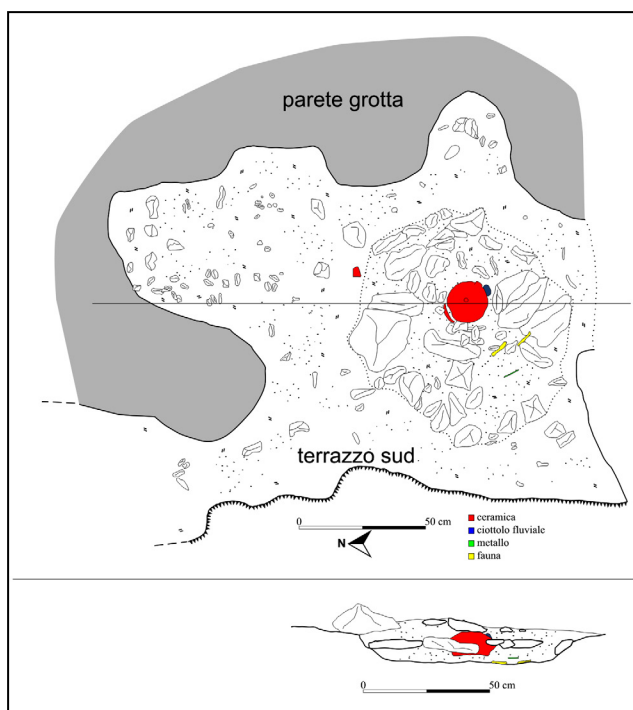 parete grotta
terrazzo sud
0 50 cm
N
ceramica
ciottolo fluviale
metallo
fauna
0 50 cm